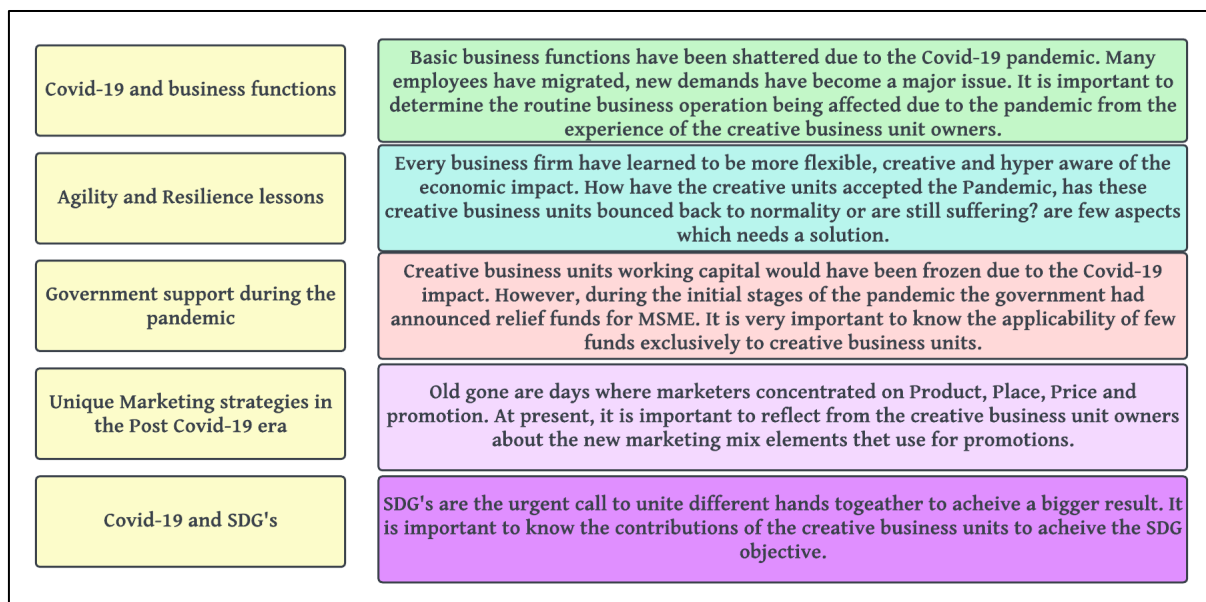 Covid-19 and business functions
Basic business functions have been shattered due to the Covid-19 pandemic. Many
employees have migrated, new demands have become a major issue. It is important to
determine the routine business operation being affected due to the pandemic from the
experience of the creative business unit owners.
Agility and Resilience lessons
Every business firm have learned to be more flexible, creative and hyper aware of the
economic impact. How have the creative units accepted the Pandemic, has these
creative business units bounced back to normality or are still suffering? are few aspects
which needs a solution.
Government support during the
pandemic
Creative business units working capital would have been frozen due to the Covid-19
impact. However, during the initial stages of the pandemic the government had
announced relief funds for MSME. It is very important to know the applicability of few
funds exclusively to creative business units.
Unique Marketing strategies in
the Post Covid-19 era
Old gone are days where marketers concentrated on Product, Place, Price and
promotion. At present, it is important to reflect from the creative business unit owners
about the new marketing mix elements thet use for promotions.
Covid-19 and SDG's
SDG's are the urgent call to unite different hands togeather to acheive a bigger result. It
is important to know the contributions of the creative business units to acheive the SDG
objective.